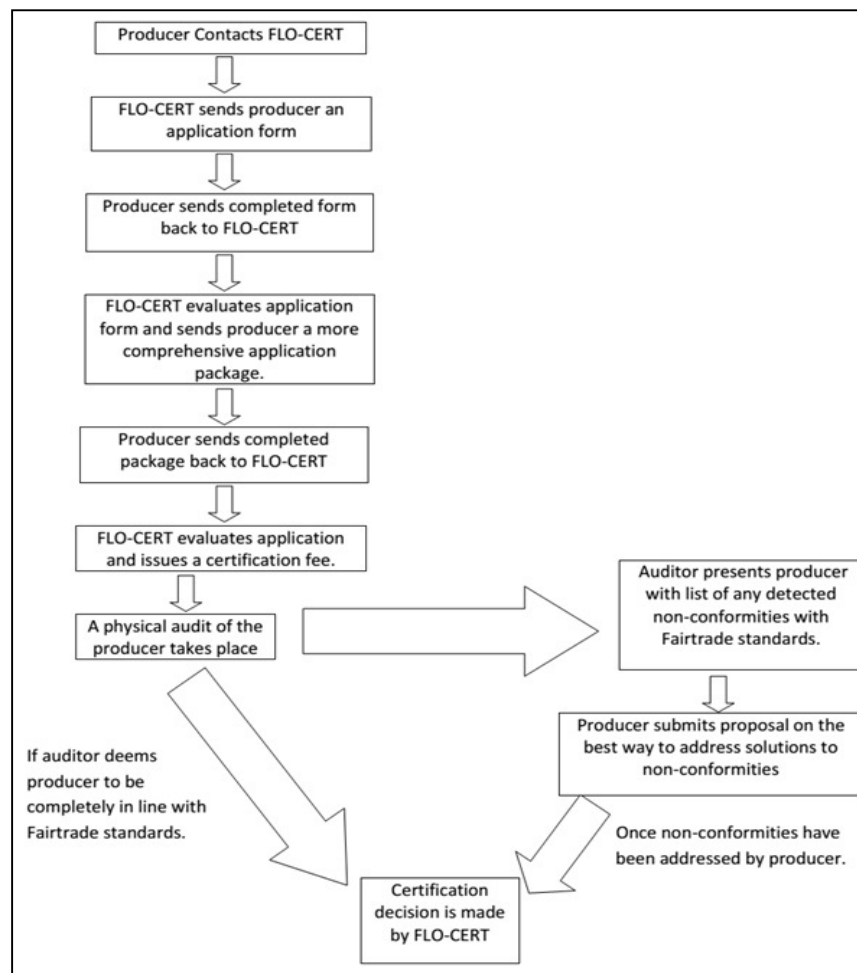 Producer Contacts FLO-CERT
FLO-CERT sends producer an
application form
Producer sends completed form
back to FLO-CERT
FLO-CERT evaluates application
form and sends producer a more
comprehensive application
package.
Producer sends completed
package back to FLO-CERT
FLO-CERT evaluates application
and issues a certification fee.
A physical audit of the
producer takes place
Auditor presents producer
with list of any detected
non-conformities with
Fairtrade standards.
Producer submits proposal on the
best way to address solutions to
non-conformities
If auditor deems
producer to be
completely in line with
Fairtrade standards.
Once non-conformities have
been addressed by producer.
Certification
decision is made
by FLO-CERT